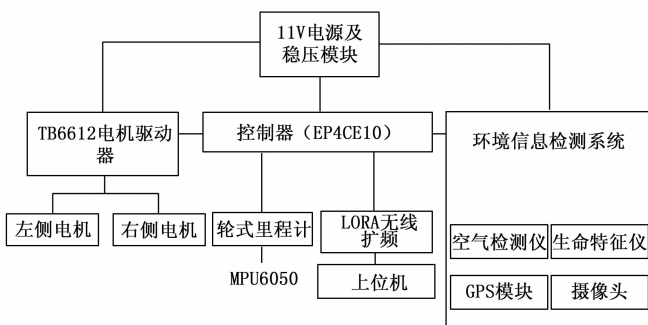 11V电源及
稳压模块
TB6612电机驱动
器
控制器（EP4CE10）
环境信息检测系统
左侧电机
右侧电机
轮式里程计
LORA无线
扩频
空气检测仪
生命特征仪
MPU6050
上位机
GPS模块
摄像头